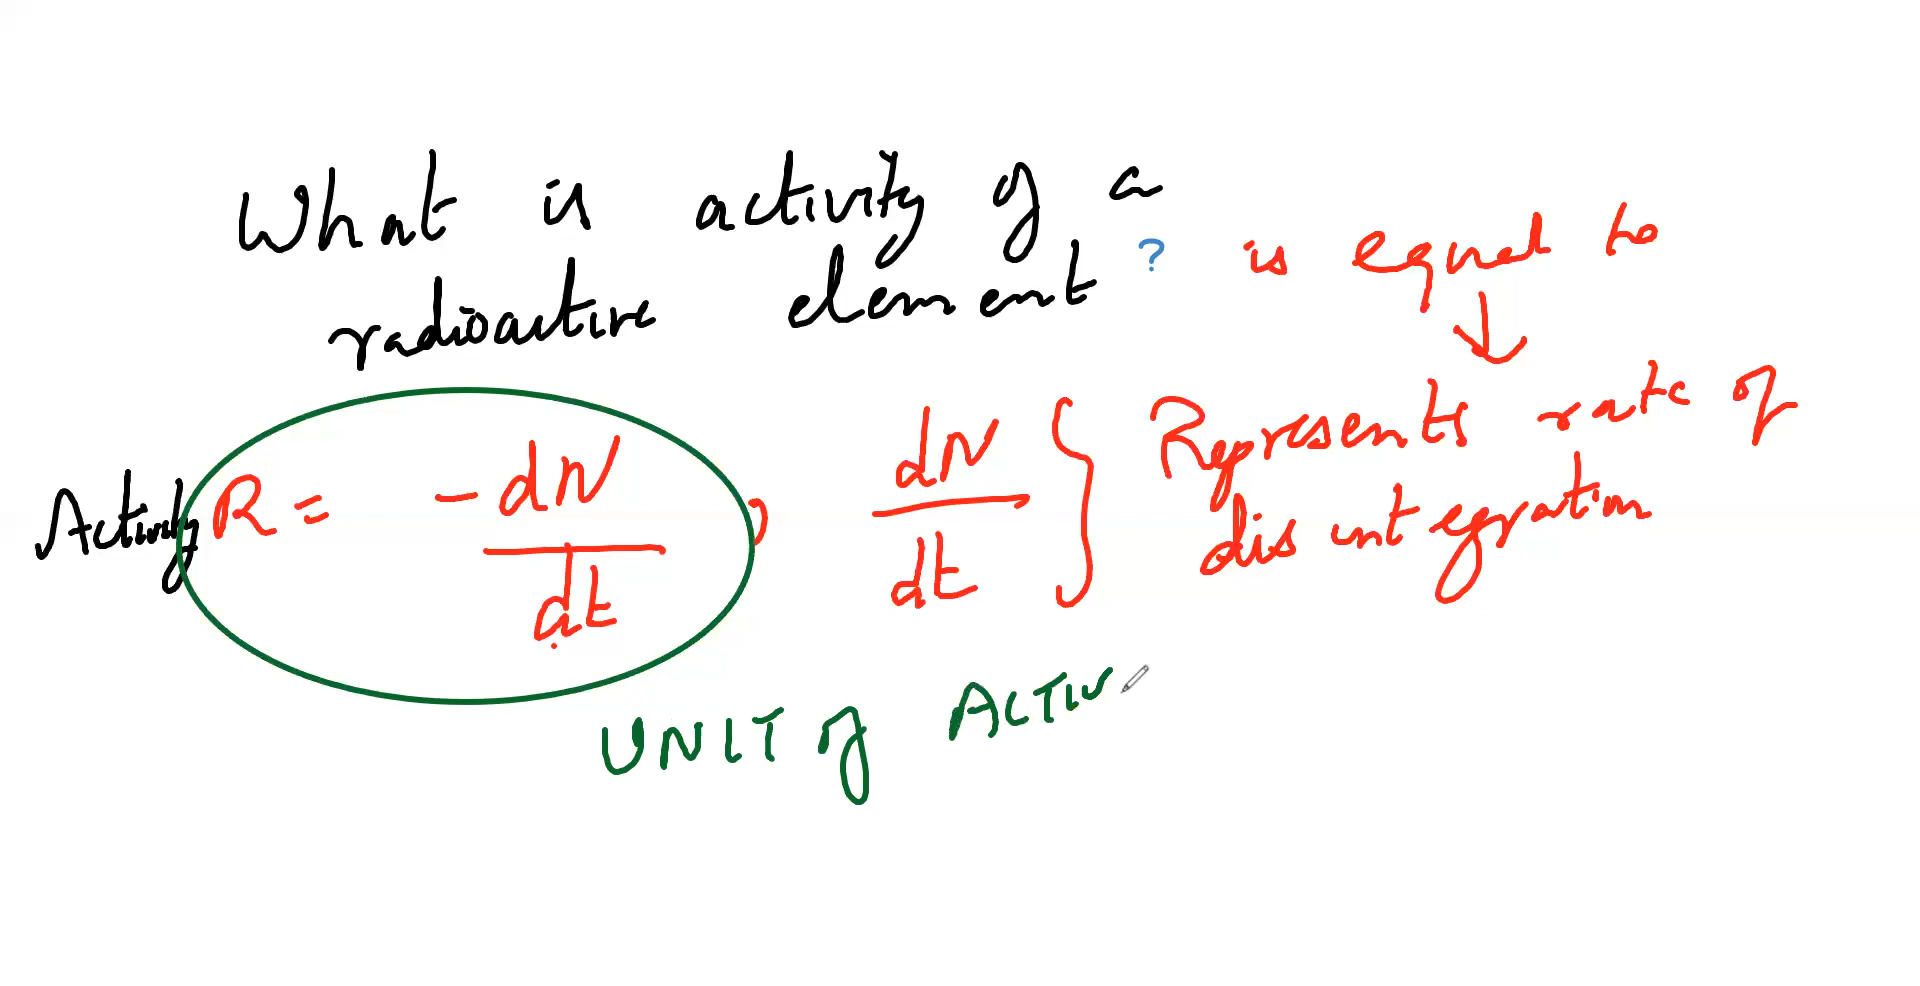 What is activity of a
radioactive element ? is equal to
↓
Activity R = -dN/dt , dN/dt } Represents rate of
disintegration
UNIT of ACTIV